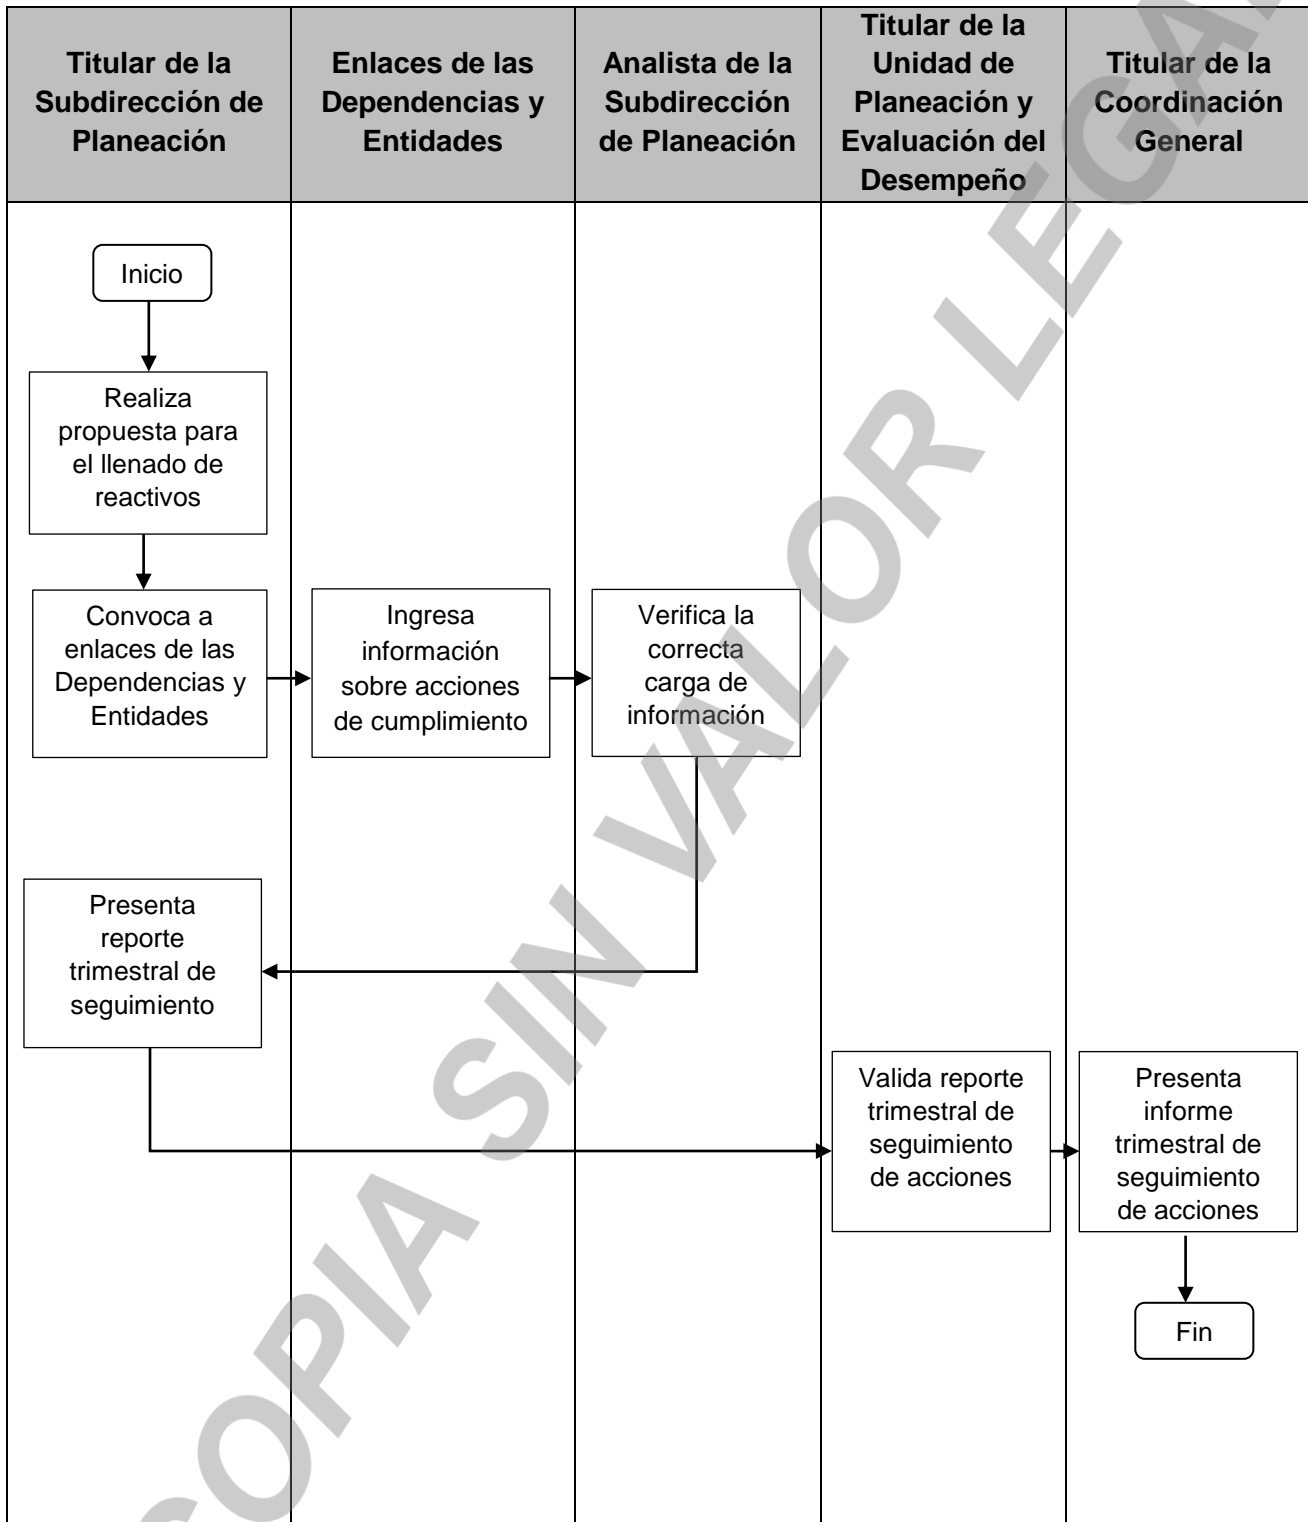 Titular de la
Subdirección de
Planeación
Enlaces de las
Dependencias y
Entidades
Analista de la
Subdirección
de Planeación
Titular de la
Unidad de
Planeación y
Evaluación del
Desempeño
Titular de la
Coordinación
General
Inicio
Realiza
propuesta para
el llenado de
reactivos
Convoca a
enlaces de las
Dependencias y
Entidades
Ingresa
información
sobre acciones
de cumplimiento
Verifica la
correcta
carga de
información
Presenta
reporte
trimestral de
seguimiento
Valida reporte
trimestral de
seguimiento
de acciones
Presenta
informe
trimestral de
seguimiento
de acciones
Fin
COPIA SIN VALOR LEGAL